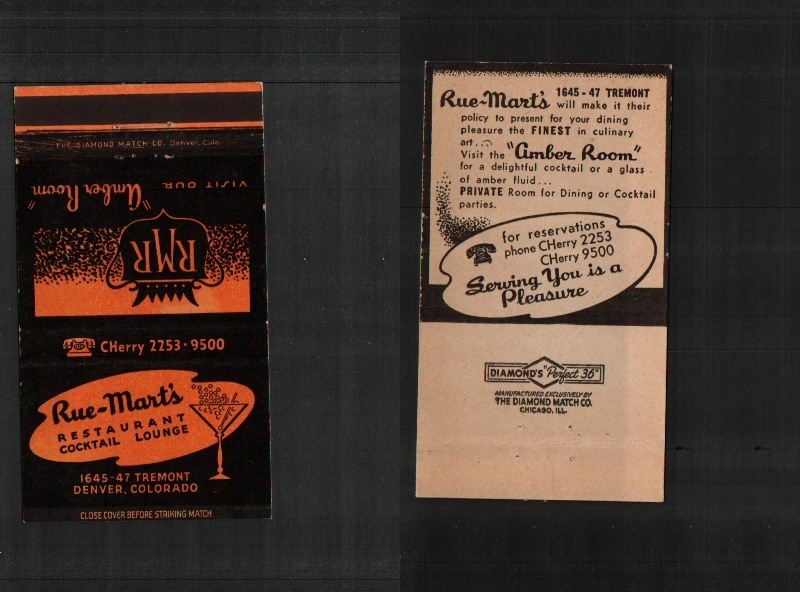 THE DIAMOND MATCH CO. Denver, Colo.
VISIT OUR
"Amber Room"
RMR
CHerry 2253 · 9500
Rue-Mart's
RESTAURANT
COCKTAIL LOUNGE
1645-47 TREMONT
DENVER, COLORADO
CLOSE COVER BEFORE STRIKING MATCH
1645 - 47 TREMONT
Rue-Mart's will make it their
policy to present for your dining
pleasure the FINEST in culinary
art...
Visit the "Amber Room"
for a delightful cocktail or a glass
of amber fluid...
PRIVATE Room for Dining or Cocktail
parties.
for reservations
phone CHerry 2253
CHerry 9500
Serving You is a
Pleasure
DIAMOND'S "Perfect 36"
MANUFACTURED EXCLUSIVELY BY
THE DIAMOND MATCH CO.
CHICAGO, ILL.